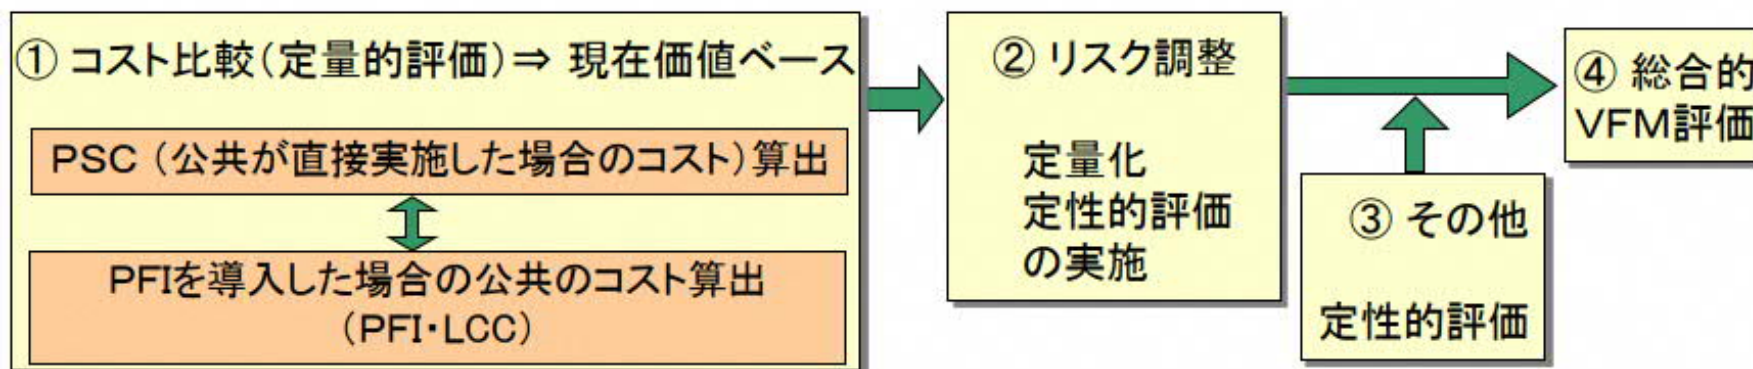 ① コスト比較(定量的評価)⇒ 現在価値ベース
PSC (公共が直接実施した場合のコスト)算出
PFIを導入した場合の公共のコスト算出
(PFI・LCC)
② リスク調整
定量化
定性的評価
の実施
③ その他
定性的評価
④ 総合的
VFM評価